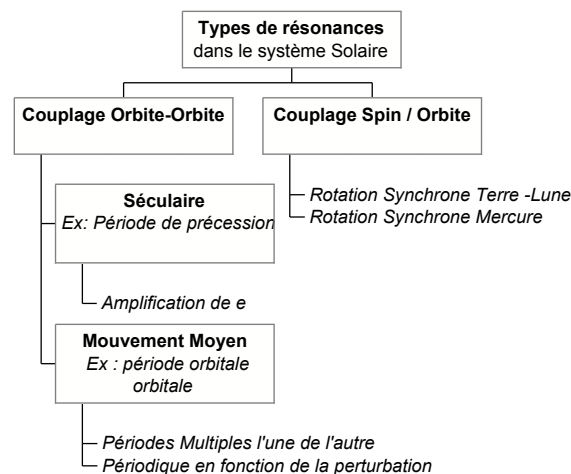 Types de résonances
dans le système Solaire
Couplage Orbite-Orbite
Couplage Spin / Orbite
Rotation Synchrone Terre -Lune
Rotation Synchrone Mercure
Séculaire
Ex: Période de précession
Amplification de e
Mouvement Moyen
Ex : période orbitale
orbitale
Périodes Multiples l'une de l'autre
Périodique en fonction de la perturbation